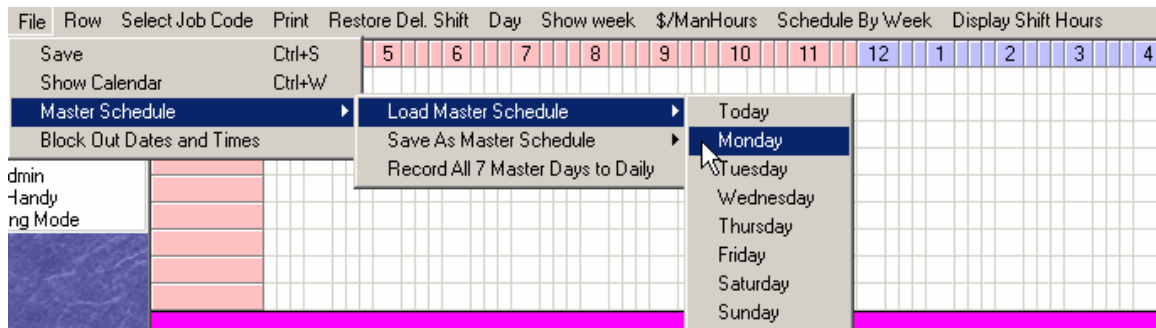 File Row Select Job Code Print Restore Del. Shift Day Show week $/ManHours Schedule By Week Display Shift Hours
Save Ctrl+S 5 6 7 8 9 10 11 12 1 2 3 4
Show Calendar Ctrl+W
Master Schedule Load Master Schedule Today
Block Out Dates and Times Save As Master Schedule Monday
dmin Record All 7 Master Days to Daily Tuesday
Handy Wednesday
ng Mode Thursday
Friday
Saturday
Sunday